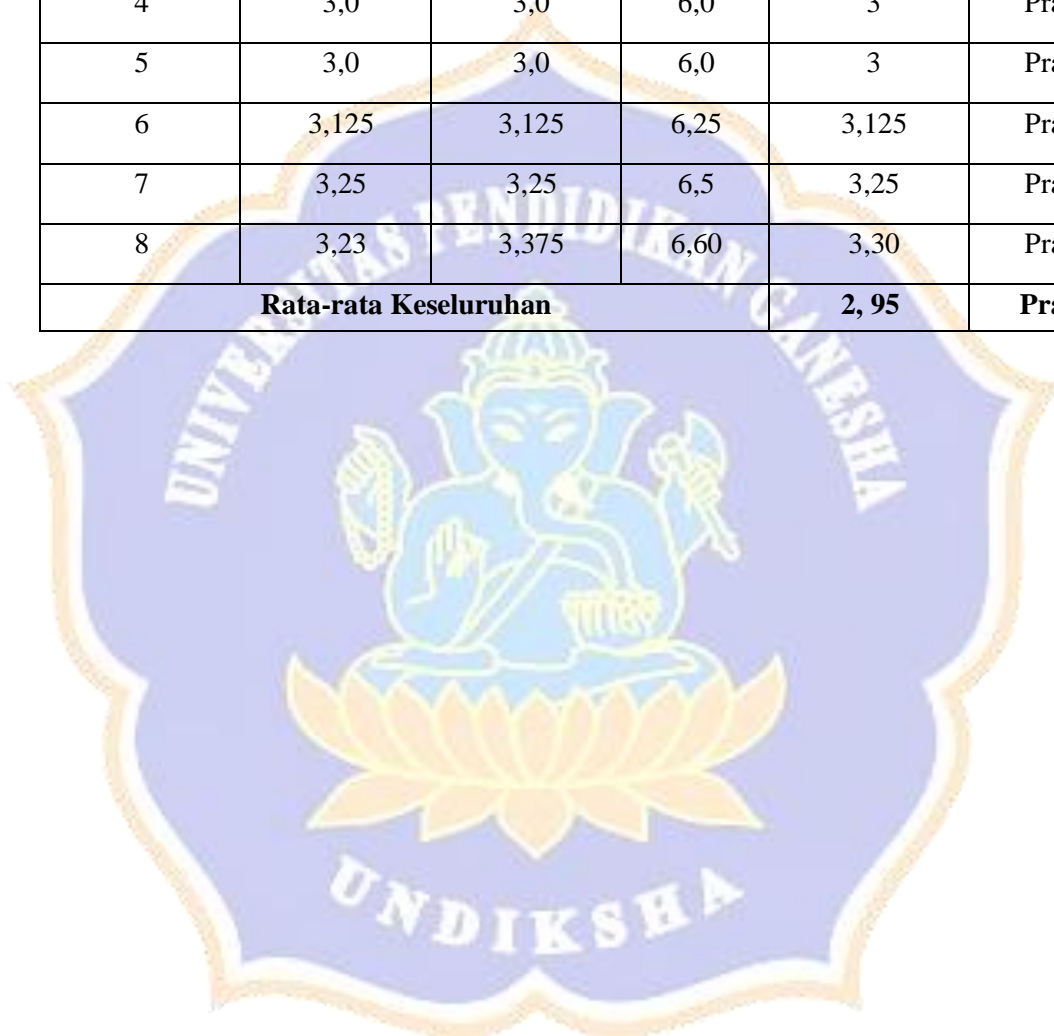 4 3,0 3,0 6,0 3 Pra
5 3,0 3,0 6,0 3 Pra
6 3,125 3,125 6,25 3,125 Pra
7 3,25 3,25 6,5 3,25 Pra
8 3,23 3,375 6,60 3,30 Pra
Rata-rata Keseluruhan 2, 95 Pra
UNIVERSITAS PENDIDIKAN GANESHA
UNDIKSHA